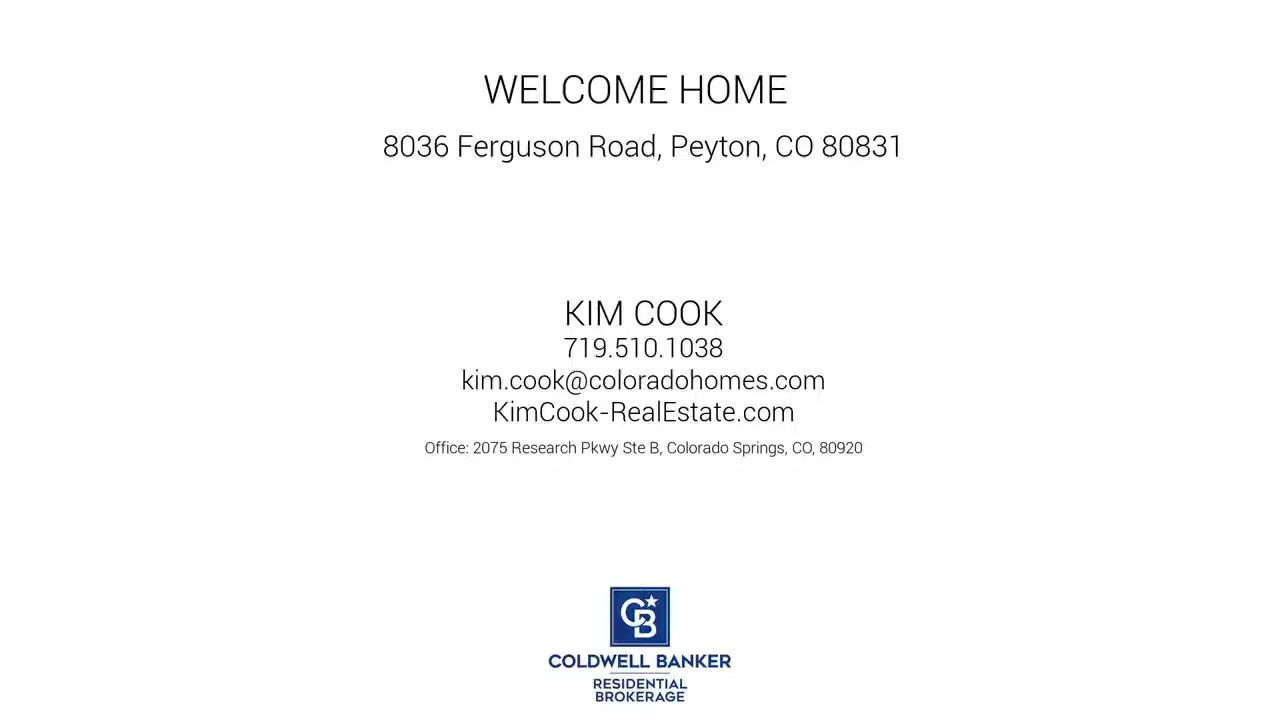 WELCOME HOME
8036 Ferguson Road, Peyton, CO 80831
KIM COOK
719.510.1038
kim.cook@coloradohomes.com
KimCook-RealEstate.com
Office: 2075 Research Pkwy Ste B, Colorado Springs, CO, 80920
CB
COLDWELL BANKER
RESIDENTIAL
BROKERAGE